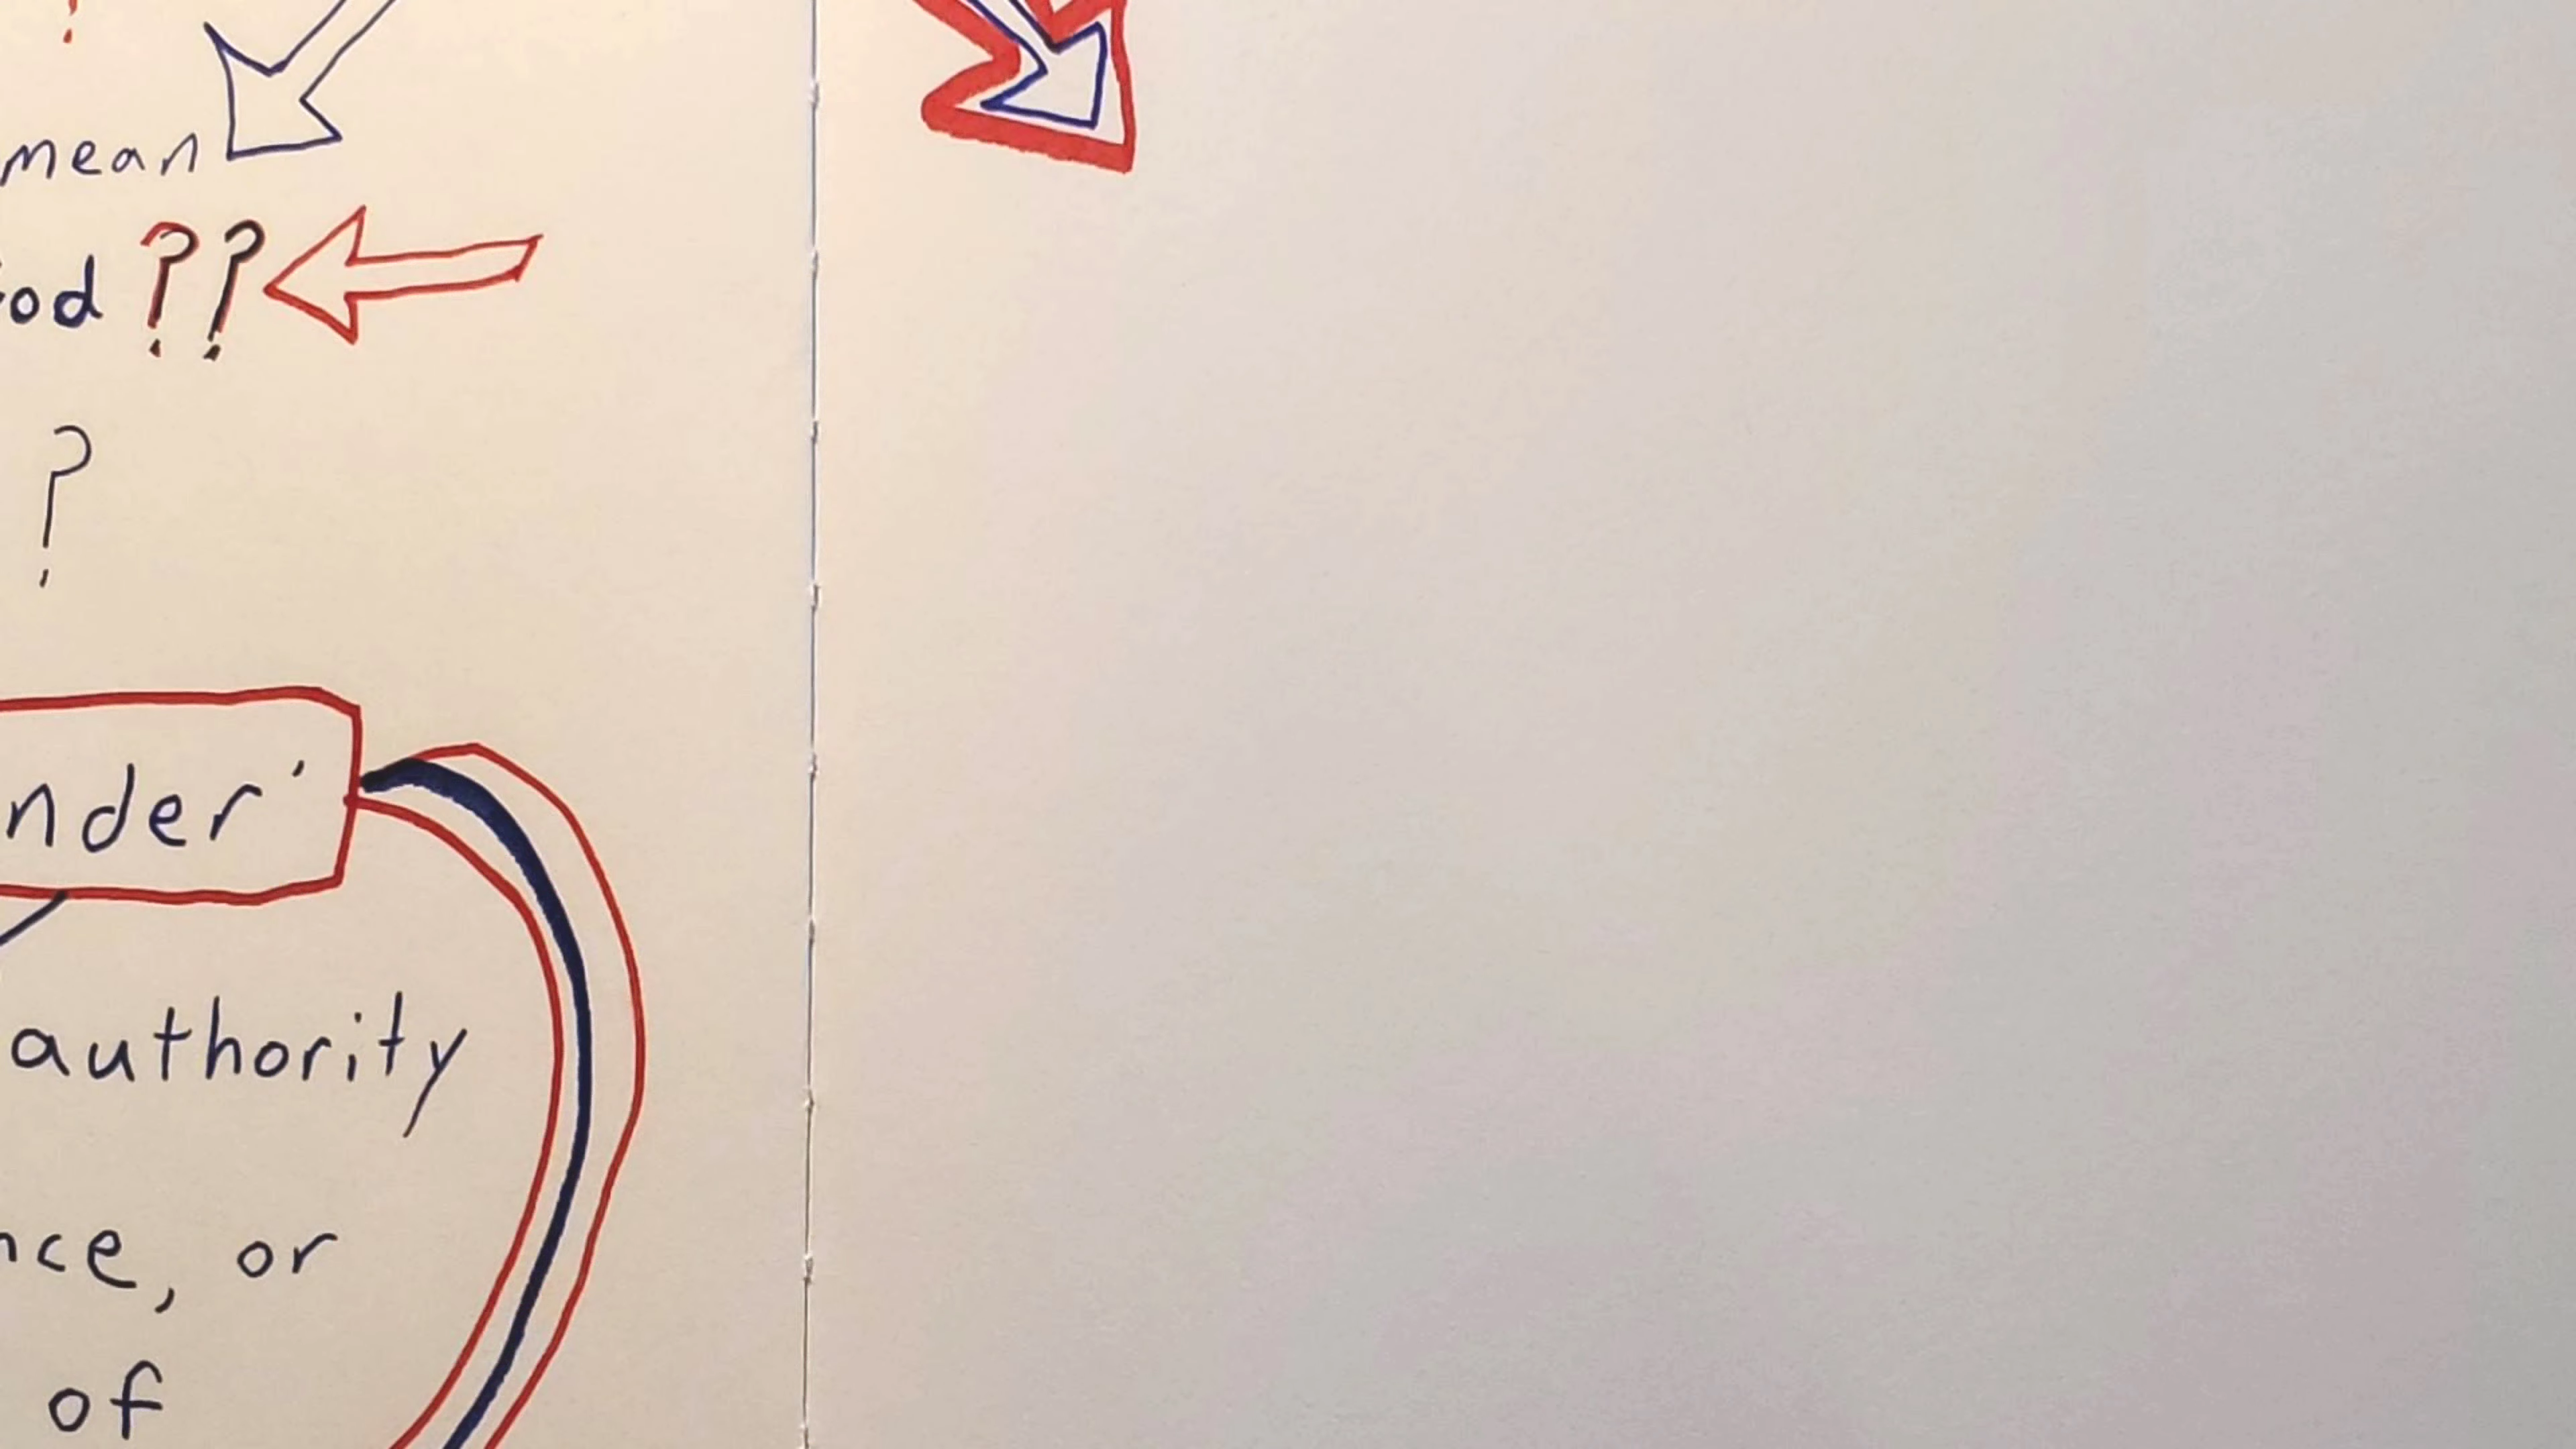 mean
od ??
?
nder'
authority
nce, or
of